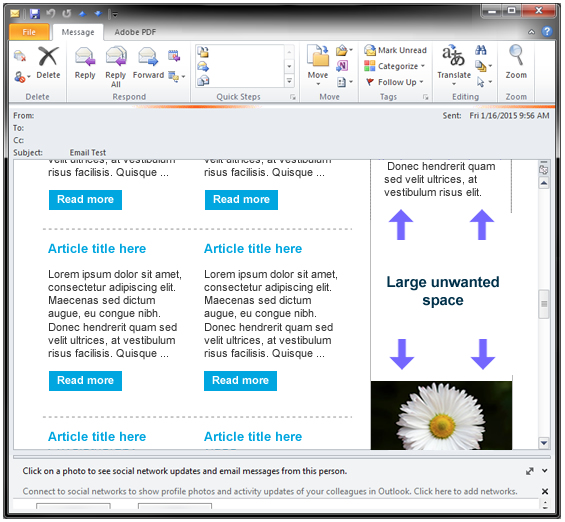 File Message Adobe PDF
Delete
Reply
Reply All
Forward
Move
Mark Unread
Categorize
Follow Up
Translate
Zoom
Delete Respond Quick Steps Move Tags Editing Zoom
From: Sent: Fri 1/16/2015 9:56 AM
To:
Cc:
Subject: Email Test
velit ultrices, at vestibulum
risus facilisis. Quisque ...
Read more
velit ultrices, at vestibulum
risus facilisis. Quisque ...
Read more
Article title here
Lorem ipsum dolor sit amet,
consectetur adipiscing elit.
Maecenas sed dictum
augue, eu congue nibh.
Donec hendrerit quam sed
velit ultrices, at vestibulum
risus facilisis. Quisque ...
Read more
Article title here
Lorem ipsum dolor sit amet,
consectetur adipiscing elit.
Maecenas sed dictum
augue, eu congue nibh.
Donec hendrerit quam sed
velit ultrices, at vestibulum
risus facilisis. Quisque ...
Read more
Article title here
Article title here
Donec hendrerit quam
sed velit ultrices, at
vestibulum risus elit.
Large unwanted
space
Click on a photo to see social network updates and email messages from this person.
Connect to social networks to show profile photos and activity updates of your colleagues in Outlook. Click here to add networks.